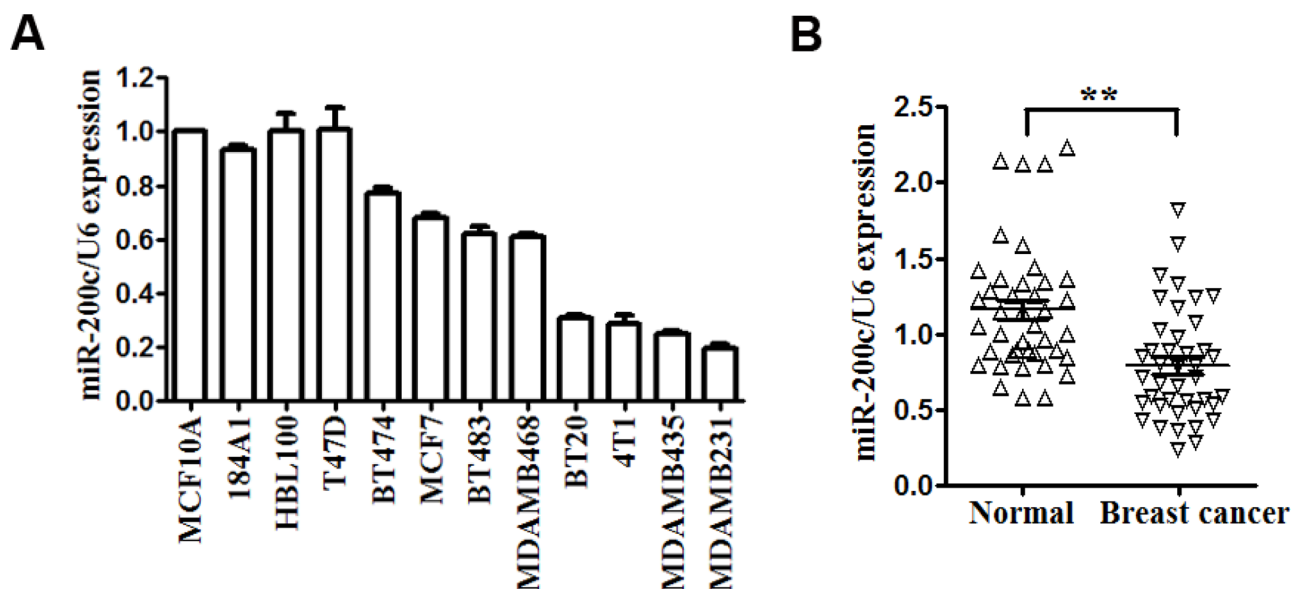 A
miR-200c/U6 expression
1.2
1.0
0.8
0.6
0.4
0.2
0.0
MCF10A
184A1
HBL100
T47D
BT474
MCF7
BT483
MDAMB468
BT20
4T1
MDAMB435
MDAMB231
B
miR-200c/U6 expression
2.5
2.0
1.5
1.0
0.5
0.0
**
Normal
Breast cancer